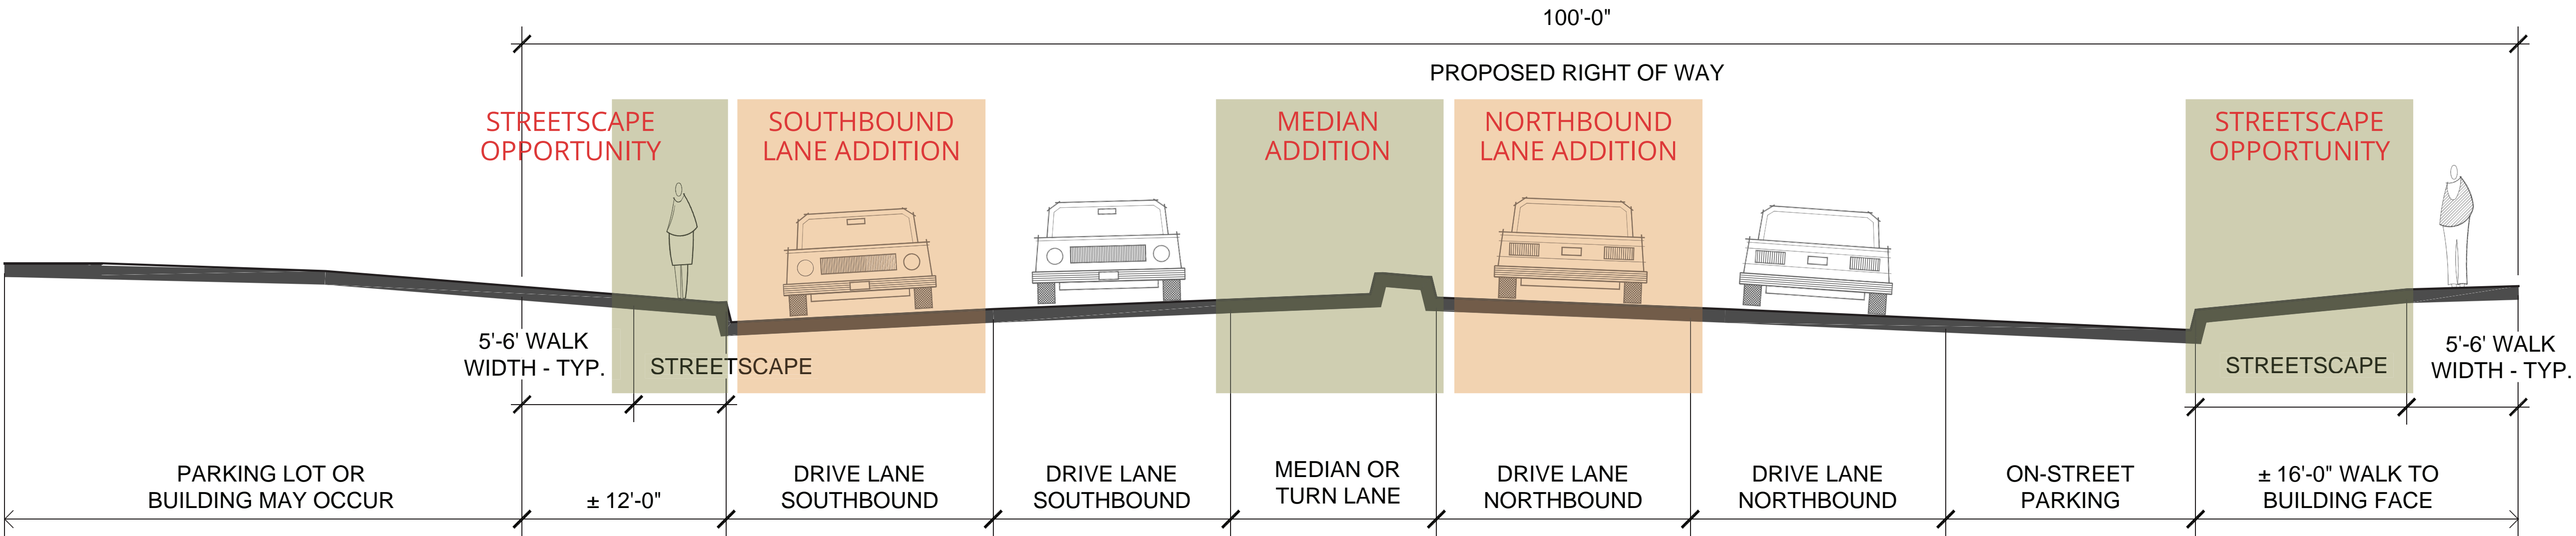 100'-0"
PROPOSED RIGHT OF WAY
STREETSCAPE
OPPORTUNITY
SOUTHBOUND
LANE ADDITION
MEDIAN
ADDITION
NORTHBOUND
LANE ADDITION
STREETSCAPE
OPPORTUNITY
5'-6' WALK
WIDTH - TYP.
STREETSCAPE
STREETSCAPE
5'-6' WALK
WIDTH - TYP.
PARKING LOT OR
BUILDING MAY OCCUR
± 12'-0"
DRIVE LANE
SOUTHBOUND
DRIVE LANE
SOUTHBOUND
MEDIAN OR
TURN LANE
DRIVE LANE
NORTHBOUND
DRIVE LANE
NORTHBOUND
ON-STREET
PARKING
± 16'-0" WALK TO
BUILDING FACE